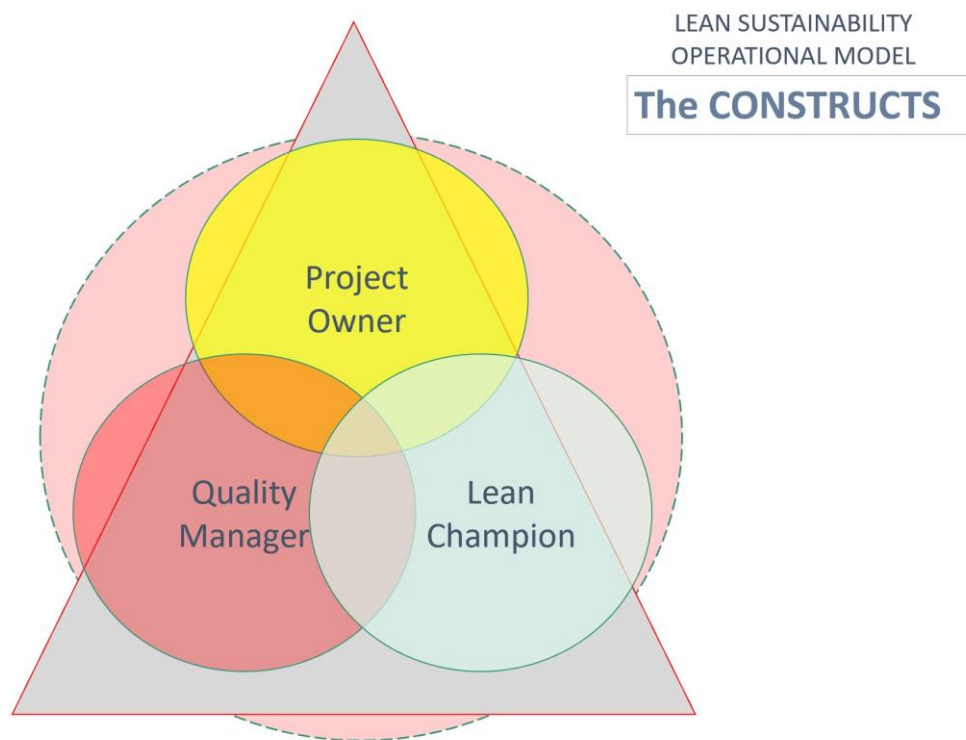 LEAN SUSTAINABILITY
OPERATIONAL MODEL
The CONSTRUCTS
Project
Owner
Quality
Manager
Lean
Champion